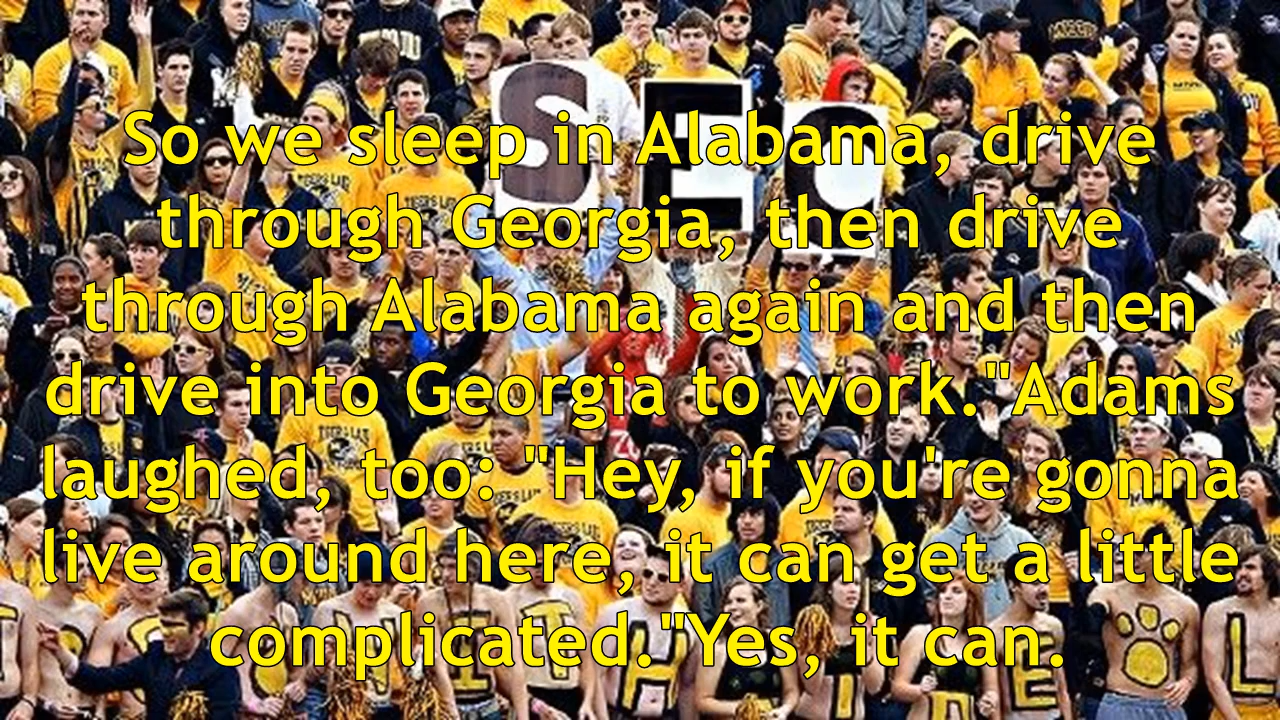 SEC
So we sleep in Alabama, drive
through Georgia, then drive
through Alabama again and then
drive into Georgia to work."Adams
laughed, too: "Hey, if you're gonna
live around here, it can get a little
complicated."Yes, it can.